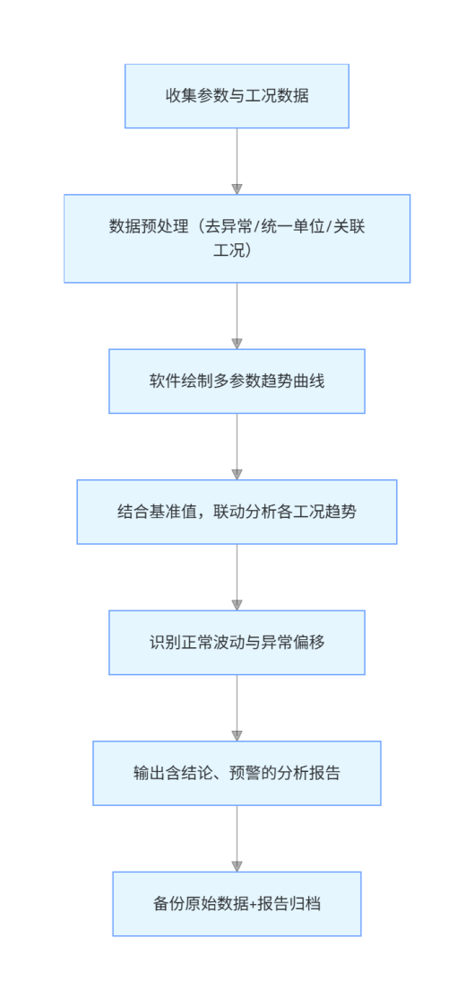 收集参数与工况数据
数据预处理（去异常/统一单位/关联
工况）
软件绘制多参数趋势曲线
结合基准值，联动分析各工况趋势
识别正常波动与异常偏移
输出含结论、预警的分析报告
备份原始数据+报告归档